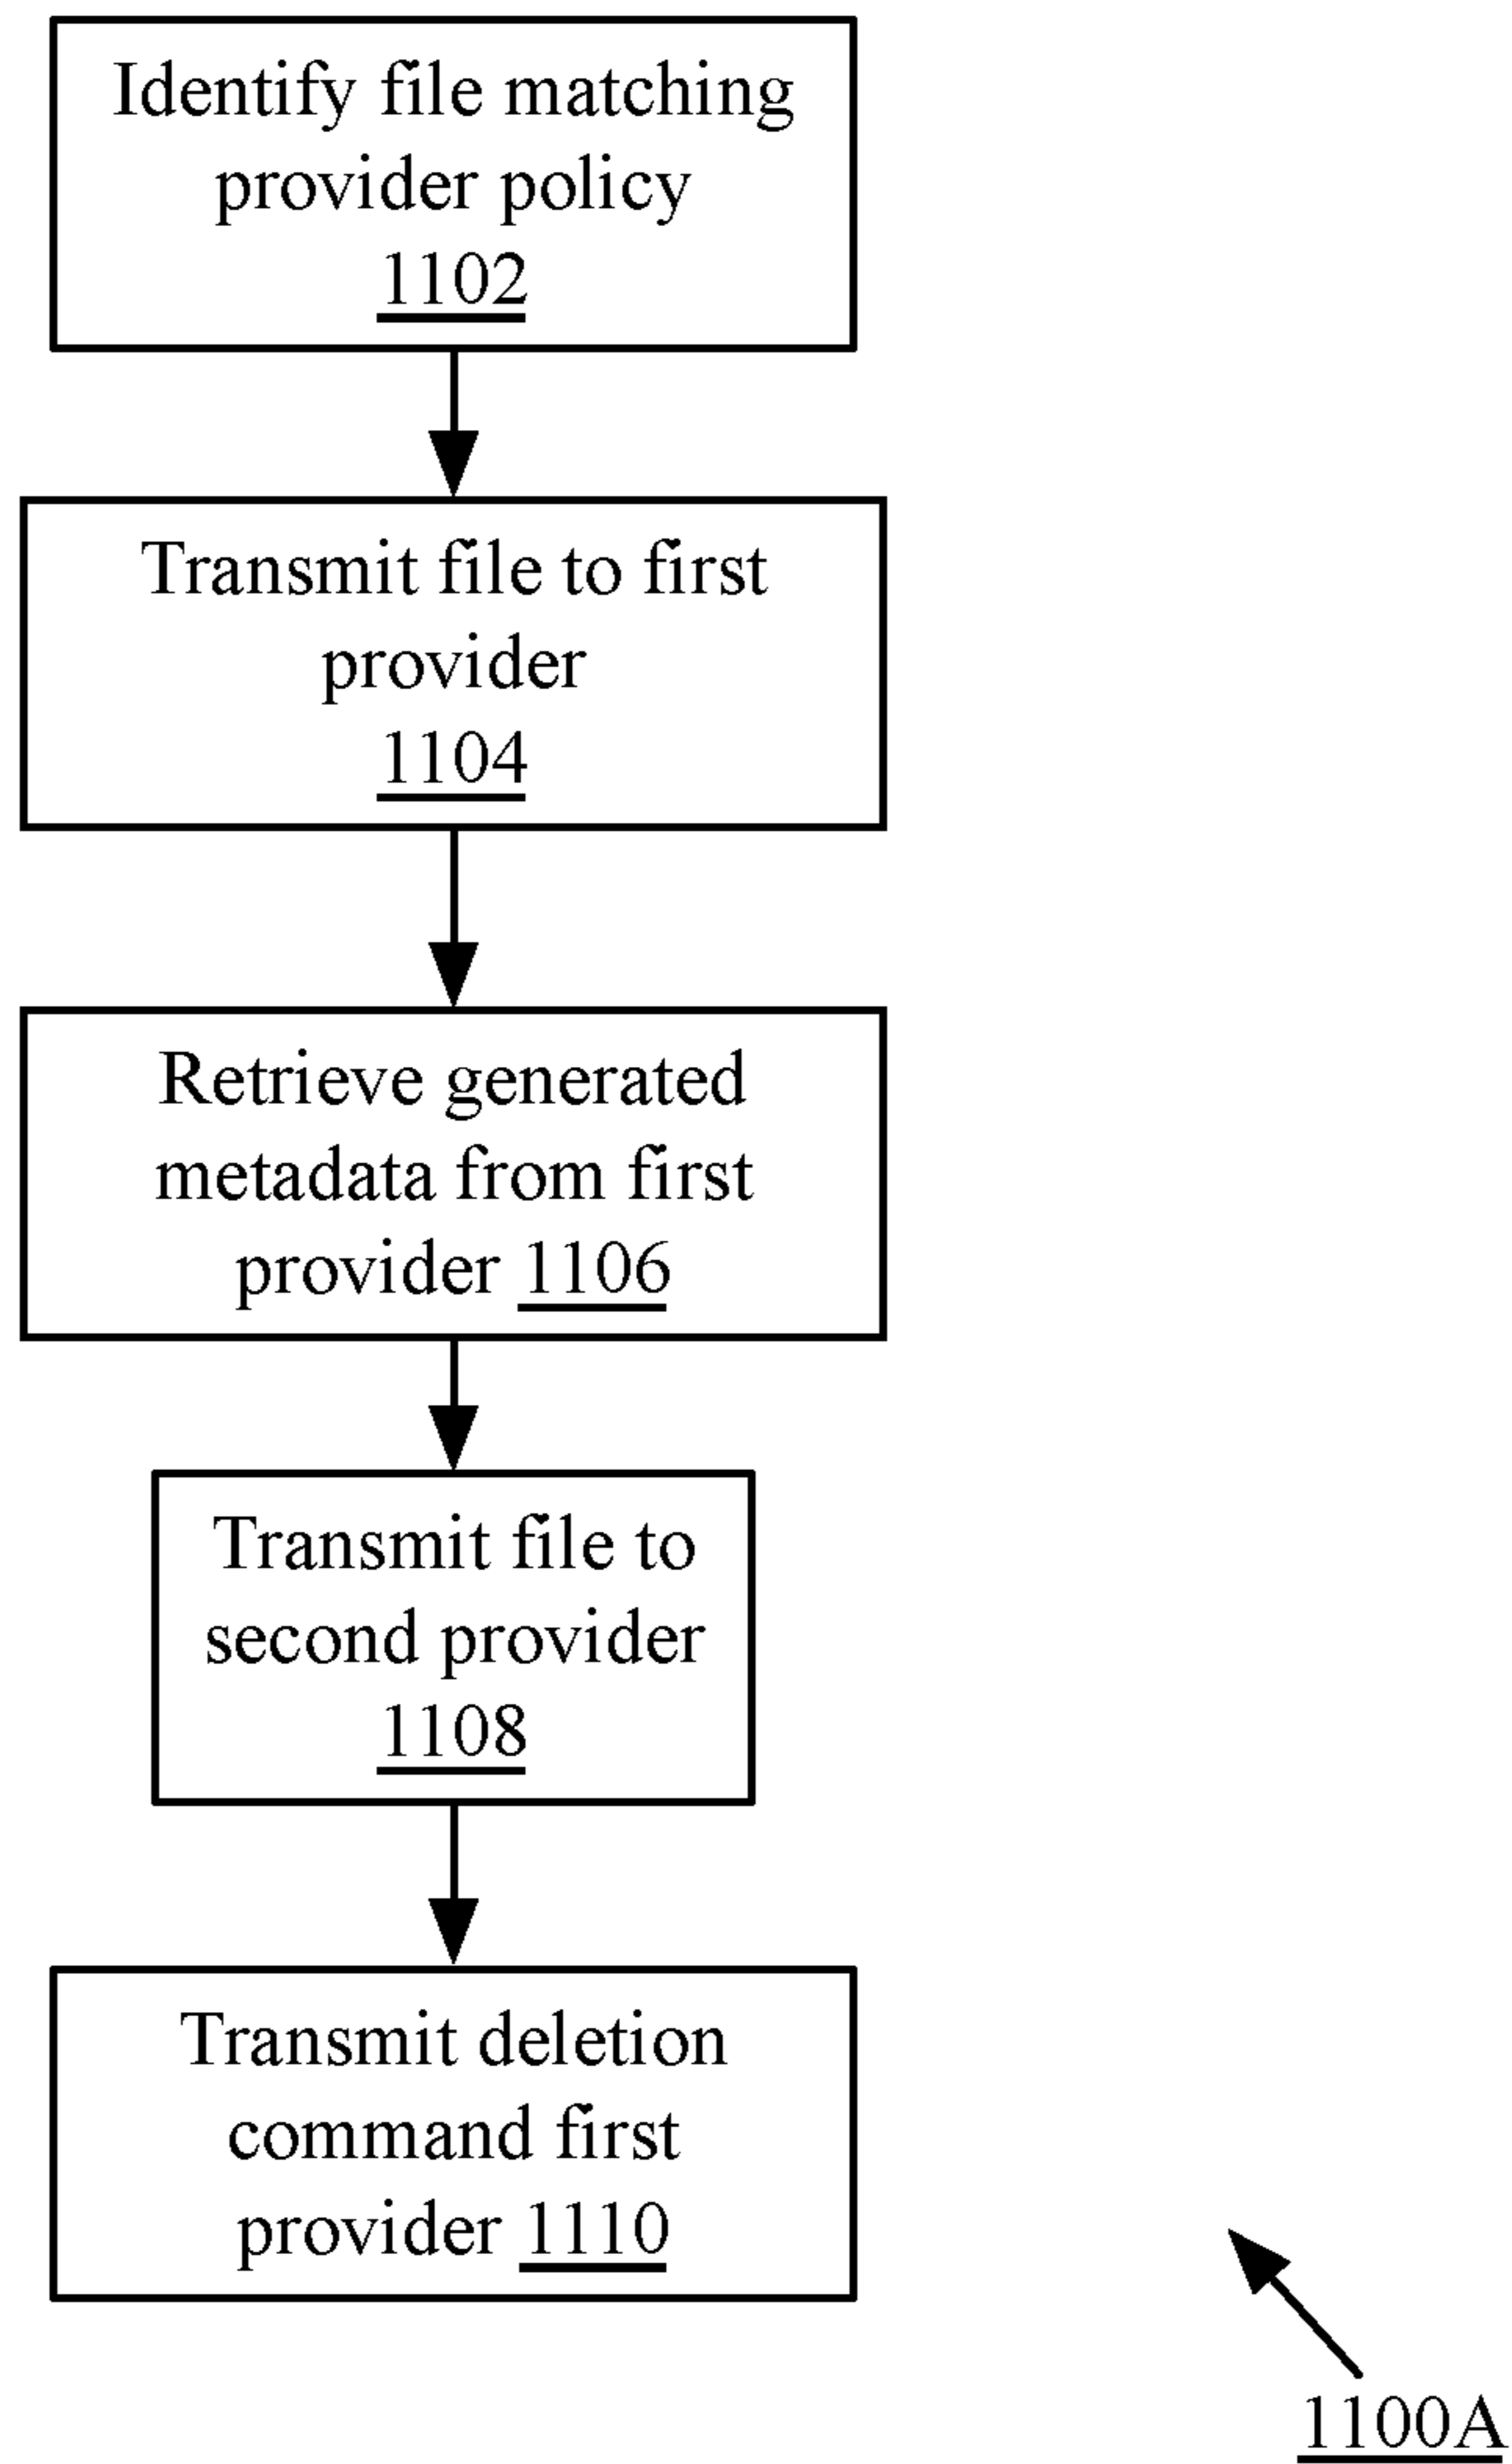 Identify file matching
provider policy
1102
Transmit file to first
provider
1104
Retrieve generated
metadata from first
provider 1106
Transmit file to
second provider
1108
Transmit deletion
command first
provider 1110
1100A